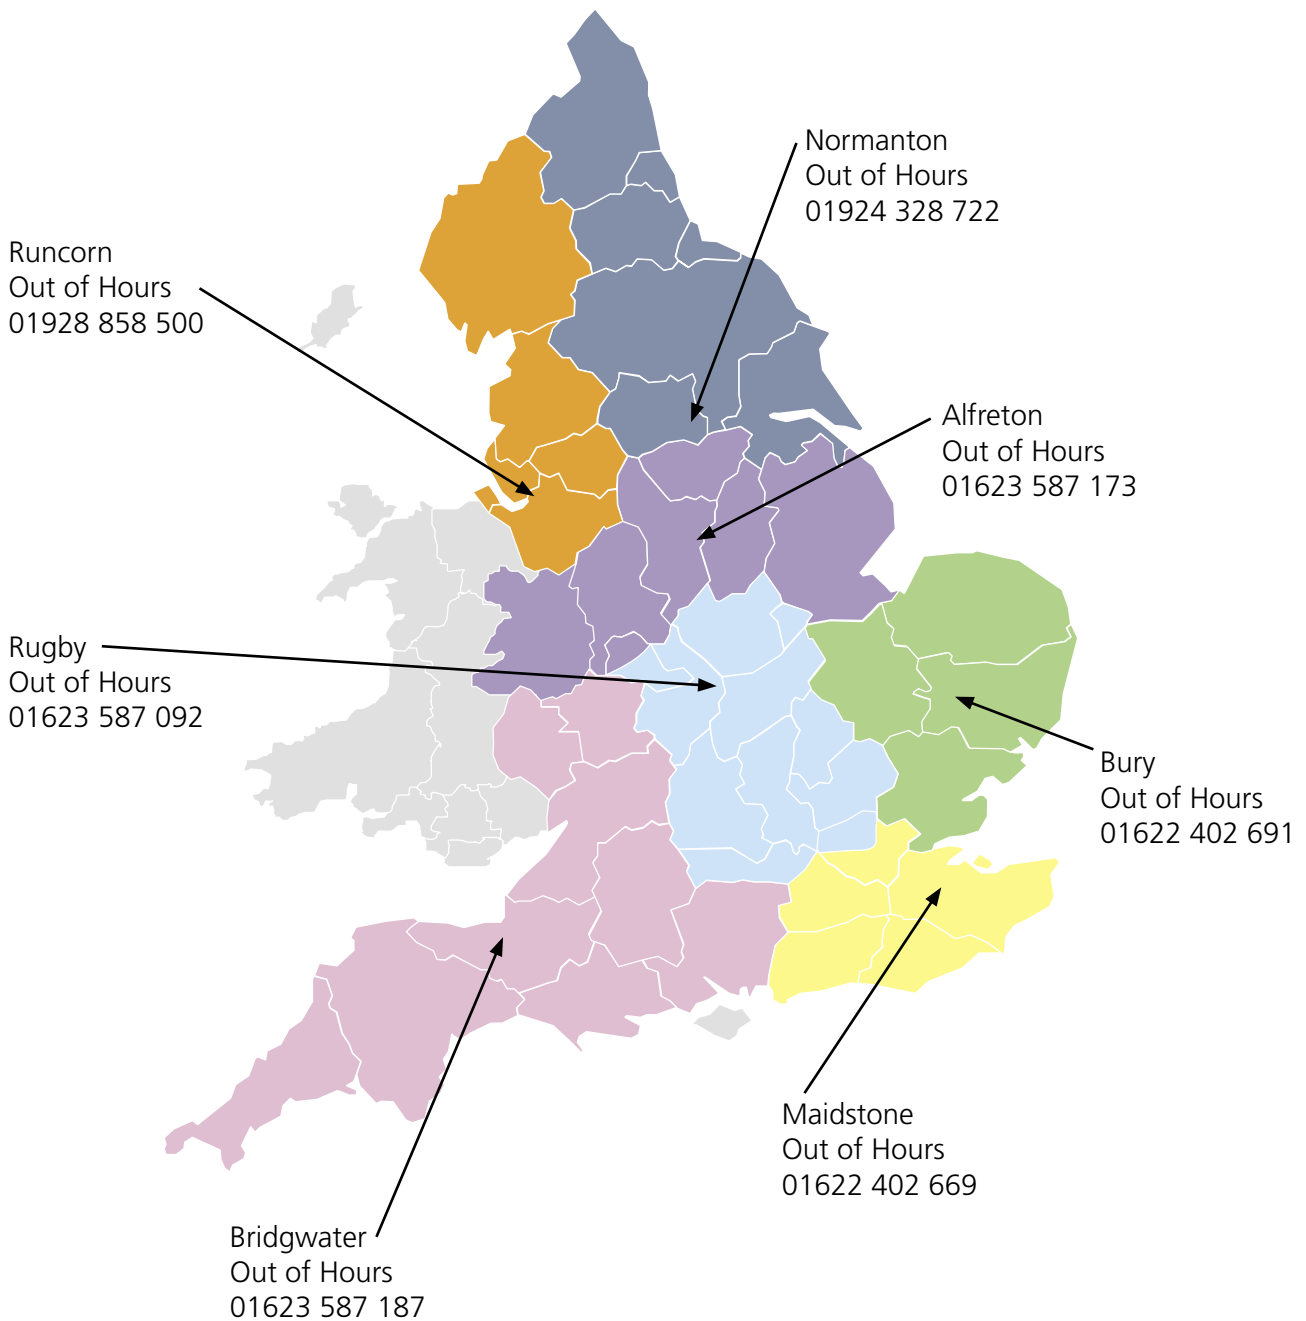 Normanton
Out of Hours
01924 328 722
Runcorn
Out of Hours
01928 858 500
Alfreton
Out of Hours
01623 587 173
Rugby
Out of Hours
01623 587 092
Bury
Out of Hours
01622 402 691
Maidstone
Out of Hours
01622 402 669
Bridgwater
Out of Hours
01623 587 187